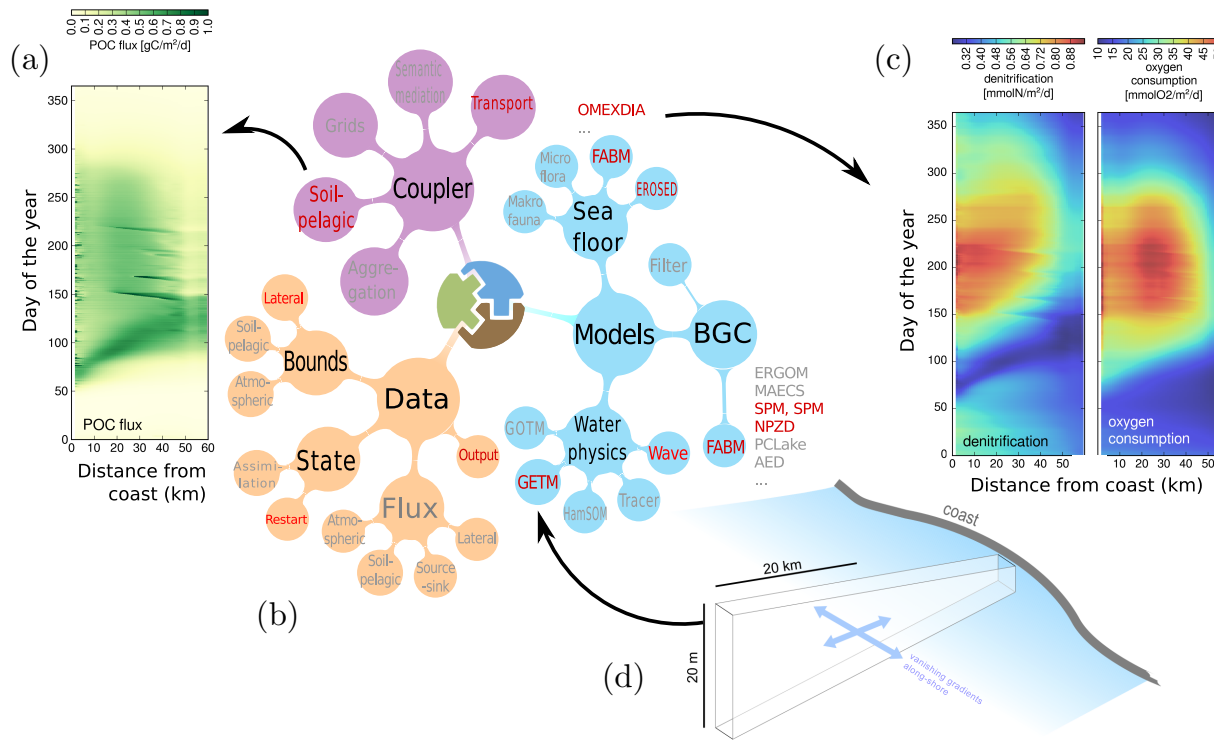 (a)
0.0
0.1
0.2
0.3
0.4
0.5
0.6
0.7
0.8
0.9
1.0
POC flux [gC/m²/d]
Day of the year
350
300
250
200
150
100
50
0
POC flux
0 10 20 30 40 50 60
Distance from
coast (km)
(b)
Semantic
mediation
Grids
Transport
Coupler
Soil-
pelagic
Aggre-
gation
Lateral
Soil-
pelagic
Bounds
Atmo-
spheric
Data
State
Output
Assimi-
lation
Restart
Flux
Atmo-
spheric
Soil-
pelagic
Source-
sink
Lateral
OMEXDIA
...
Micro
flora
FABM
EROSED
Makro
fauna
Sea
floor
Filter
Models
BGC
ERGOM
MAECS
SPM, SPM
NPZD
PCLake
AED
...
FABM
GOTM
Water
physics
Wave
GETM
HamSOM
Tracer
(c)
0.32
0.40
0.48
0.56
0.64
0.72
0.80
0.88
denitrification
[mmolN/m²/d]
10
15
20
25
30
35
40
45
oxygen
consumption
[mmolO2/m²/d]
Day of the year
350
300
250
200
150
100
50
0
denitrification
oxygen
consumption
0 10 20 30 40 50
0 10 20 30 40 50
Distance from coast (km)
coast
20 km
20 m
vanishing gradients
along-shore
(d)